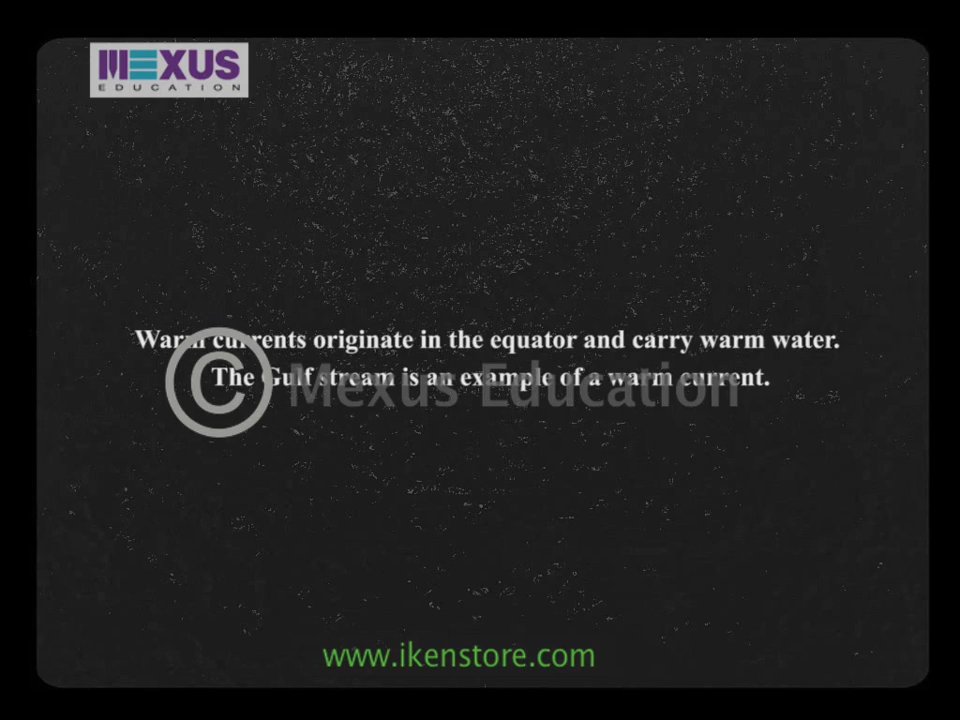 MEXUS
EDUCATION
Warm currents originate in the equator and carry warm water.
The Gulf stream is an example of a warm current.
© Mexus Education
www.ikenstore.com